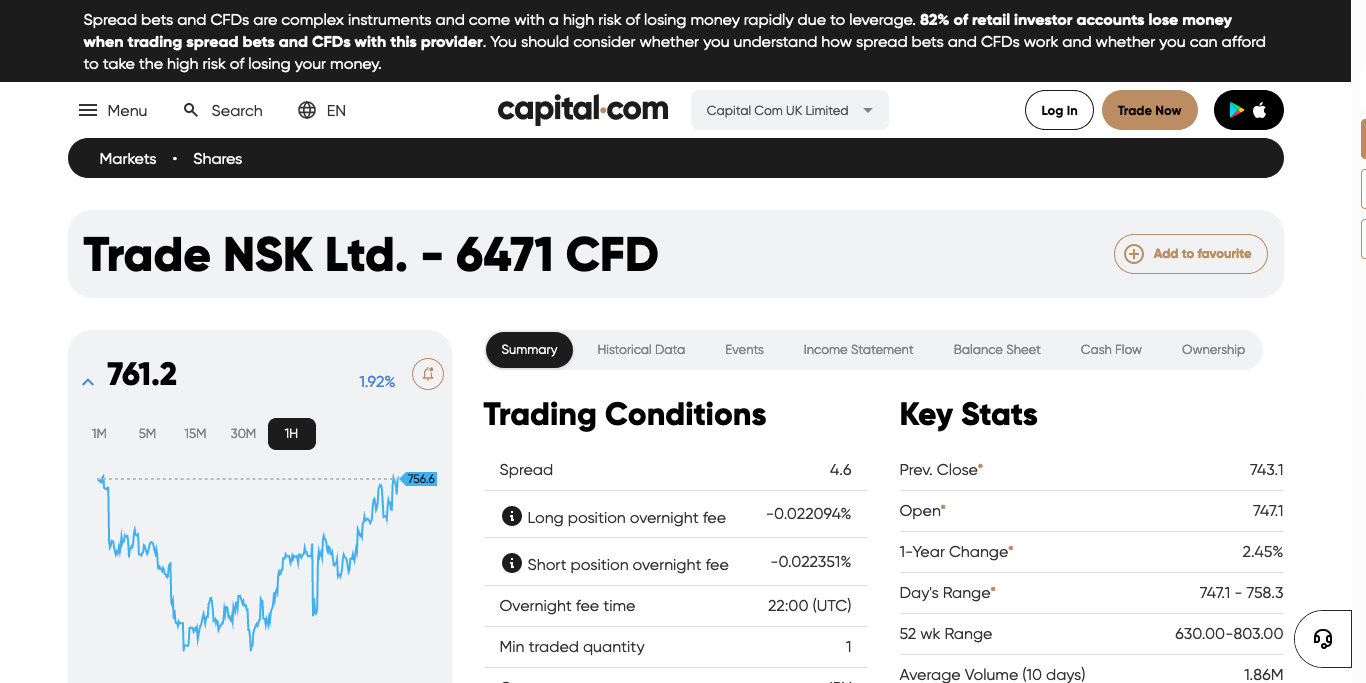 Spread bets and CFDs are complex instruments and come with a high risk of losing money rapidly due to leverage. 82% of retail investor accounts lose money
when trading spread bets and CFDs with this provider. You should consider whether you understand how spread bets and CFDs work and whether you can afford
to take the high risk of losing your money.
Menu Search EN capital.com Capital Com UK Limited Log In Trade Now
Markets • Shares
Trade NSK Ltd. - 6471 CFD
Add to favourite
761.2 1.92%
1M 5M 15M 30M 1H
756.6
Summary Historical Data Events Income Statement Balance Sheet Cash Flow Ownership
Trading Conditions
Spread 4.6
Long position overnight fee -0.022094%
Short position overnight fee -0.022351%
Overnight fee time 22:00 (UTC)
Min traded quantity 1
Key Stats
Prev. Close* 743.1
Open* 747.1
1-Year Change* 2.45%
Day's Range* 747.1 - 758.3
52 wk Range 630.00-803.00
Average Volume (10 days) 1.86M